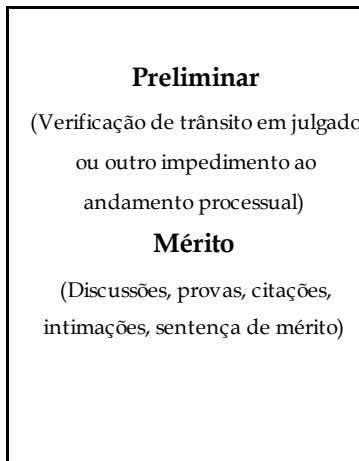 Preliminar
(Verificação de trânsito em julgado
ou outro impedimento ao
andamento processual)
Mérito
(Discussões, provas, citações,
intimações, sentença de mérito)